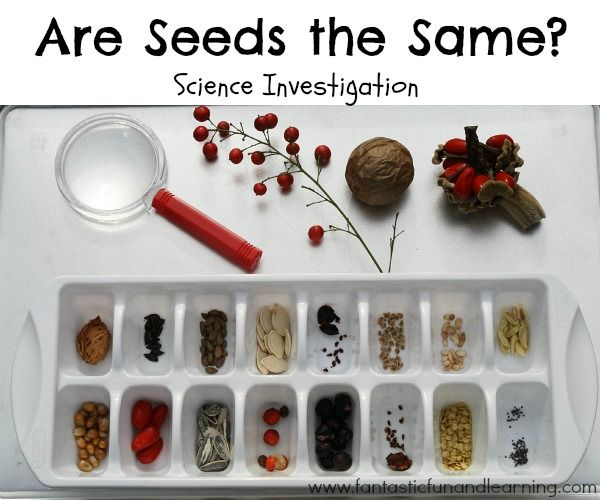 Are Seeds the Same?
Science Investigation
www.fantasticfunandlearning.com